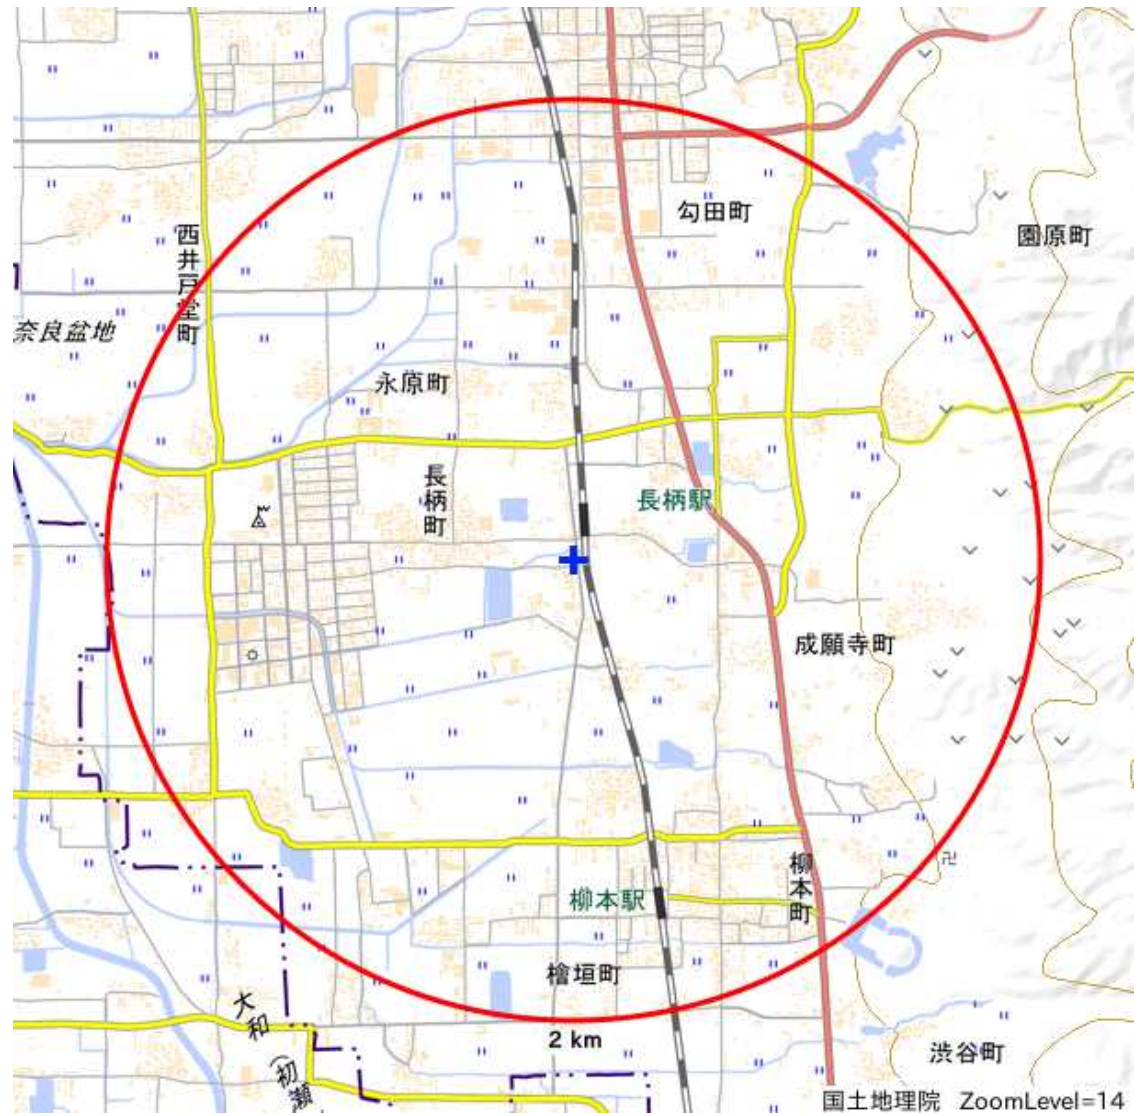 勾田町
園原町
西井戸堂町
奈良盆地
永原町
長柄町
長柄駅
成願寺町
柳本町
柳本駅
檜垣町
大和
(初瀬
2 km
渋谷町
国土地理院 ZoomLevel=14